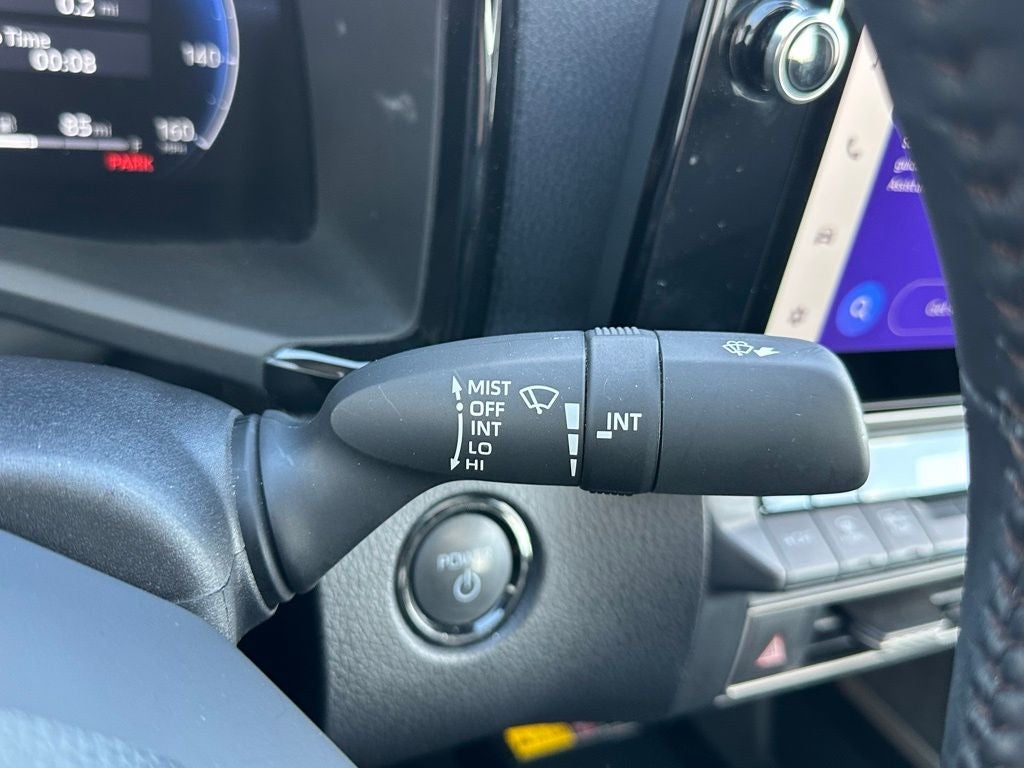 0.2 mi
Time
00:08
140
85 mi
160
PARK
MIST
OFF
INT
LO
HI
INT
POWER